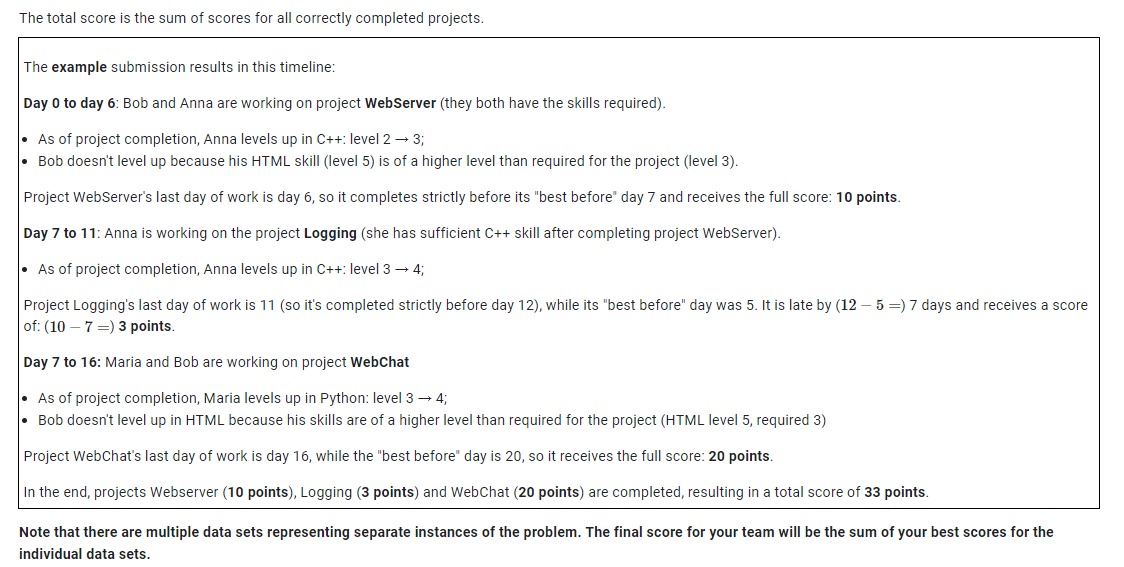 The total score is the sum of scores for all correctly completed projects.
The example submission results in this timeline:
Day 0 to day 6: Bob and Anna are working on project WebServer (they both have the skills required).
• As of project completion, Anna levels up in C++: level 2 → 3;
• Bob doesn't level up because his HTML skill (level 5) is of a higher level than required for the project (level 3).
Project WebServer's last day of work is day 6, so it completes strictly before its "best before" day 7 and receives the full score: 10 points.
Day 7 to 11: Anna is working on the project Logging (she has sufficient C++ skill after completing project WebServer).
• As of project completion, Anna levels up in C++: level 3 → 4;
Project Logging's last day of work is 11 (so it's completed strictly before day 12), while its "best before" day was 5. It is late by (12 − 5 =) 7 days and receives a score
of: (10 − 7 =) 3 points.
Day 7 to 16: Maria and Bob are working on project WebChat
• As of project completion, Maria levels up in Python: level 3 → 4;
• Bob doesn't level up in HTML because his skills are of a higher level than required for the project (HTML level 5, required 3)
Project WebChat's last day of work is day 16, while the "best before" day is 20, so it receives the full score: 20 points.
In the end, projects Webserver (10 points), Logging (3 points) and WebChat (20 points) are completed, resulting in a total score of 33 points.
Note that there are multiple data sets representing separate instances of the problem. The final score for your team will be the sum of your best scores for the
individual data sets.